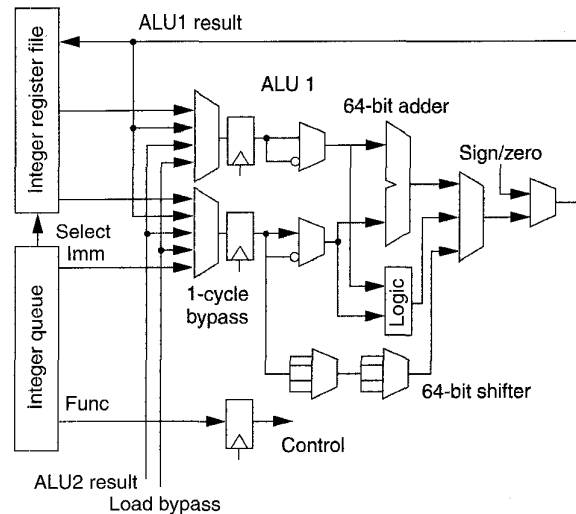 ALU1 result
Integer register file
ALU 1
64-bit adder
Sign/zero
Select
Imm
1-cycle
bypass
Logic
Integer queue
64-bit shifter
Func
Control
ALU2 result
Load bypass